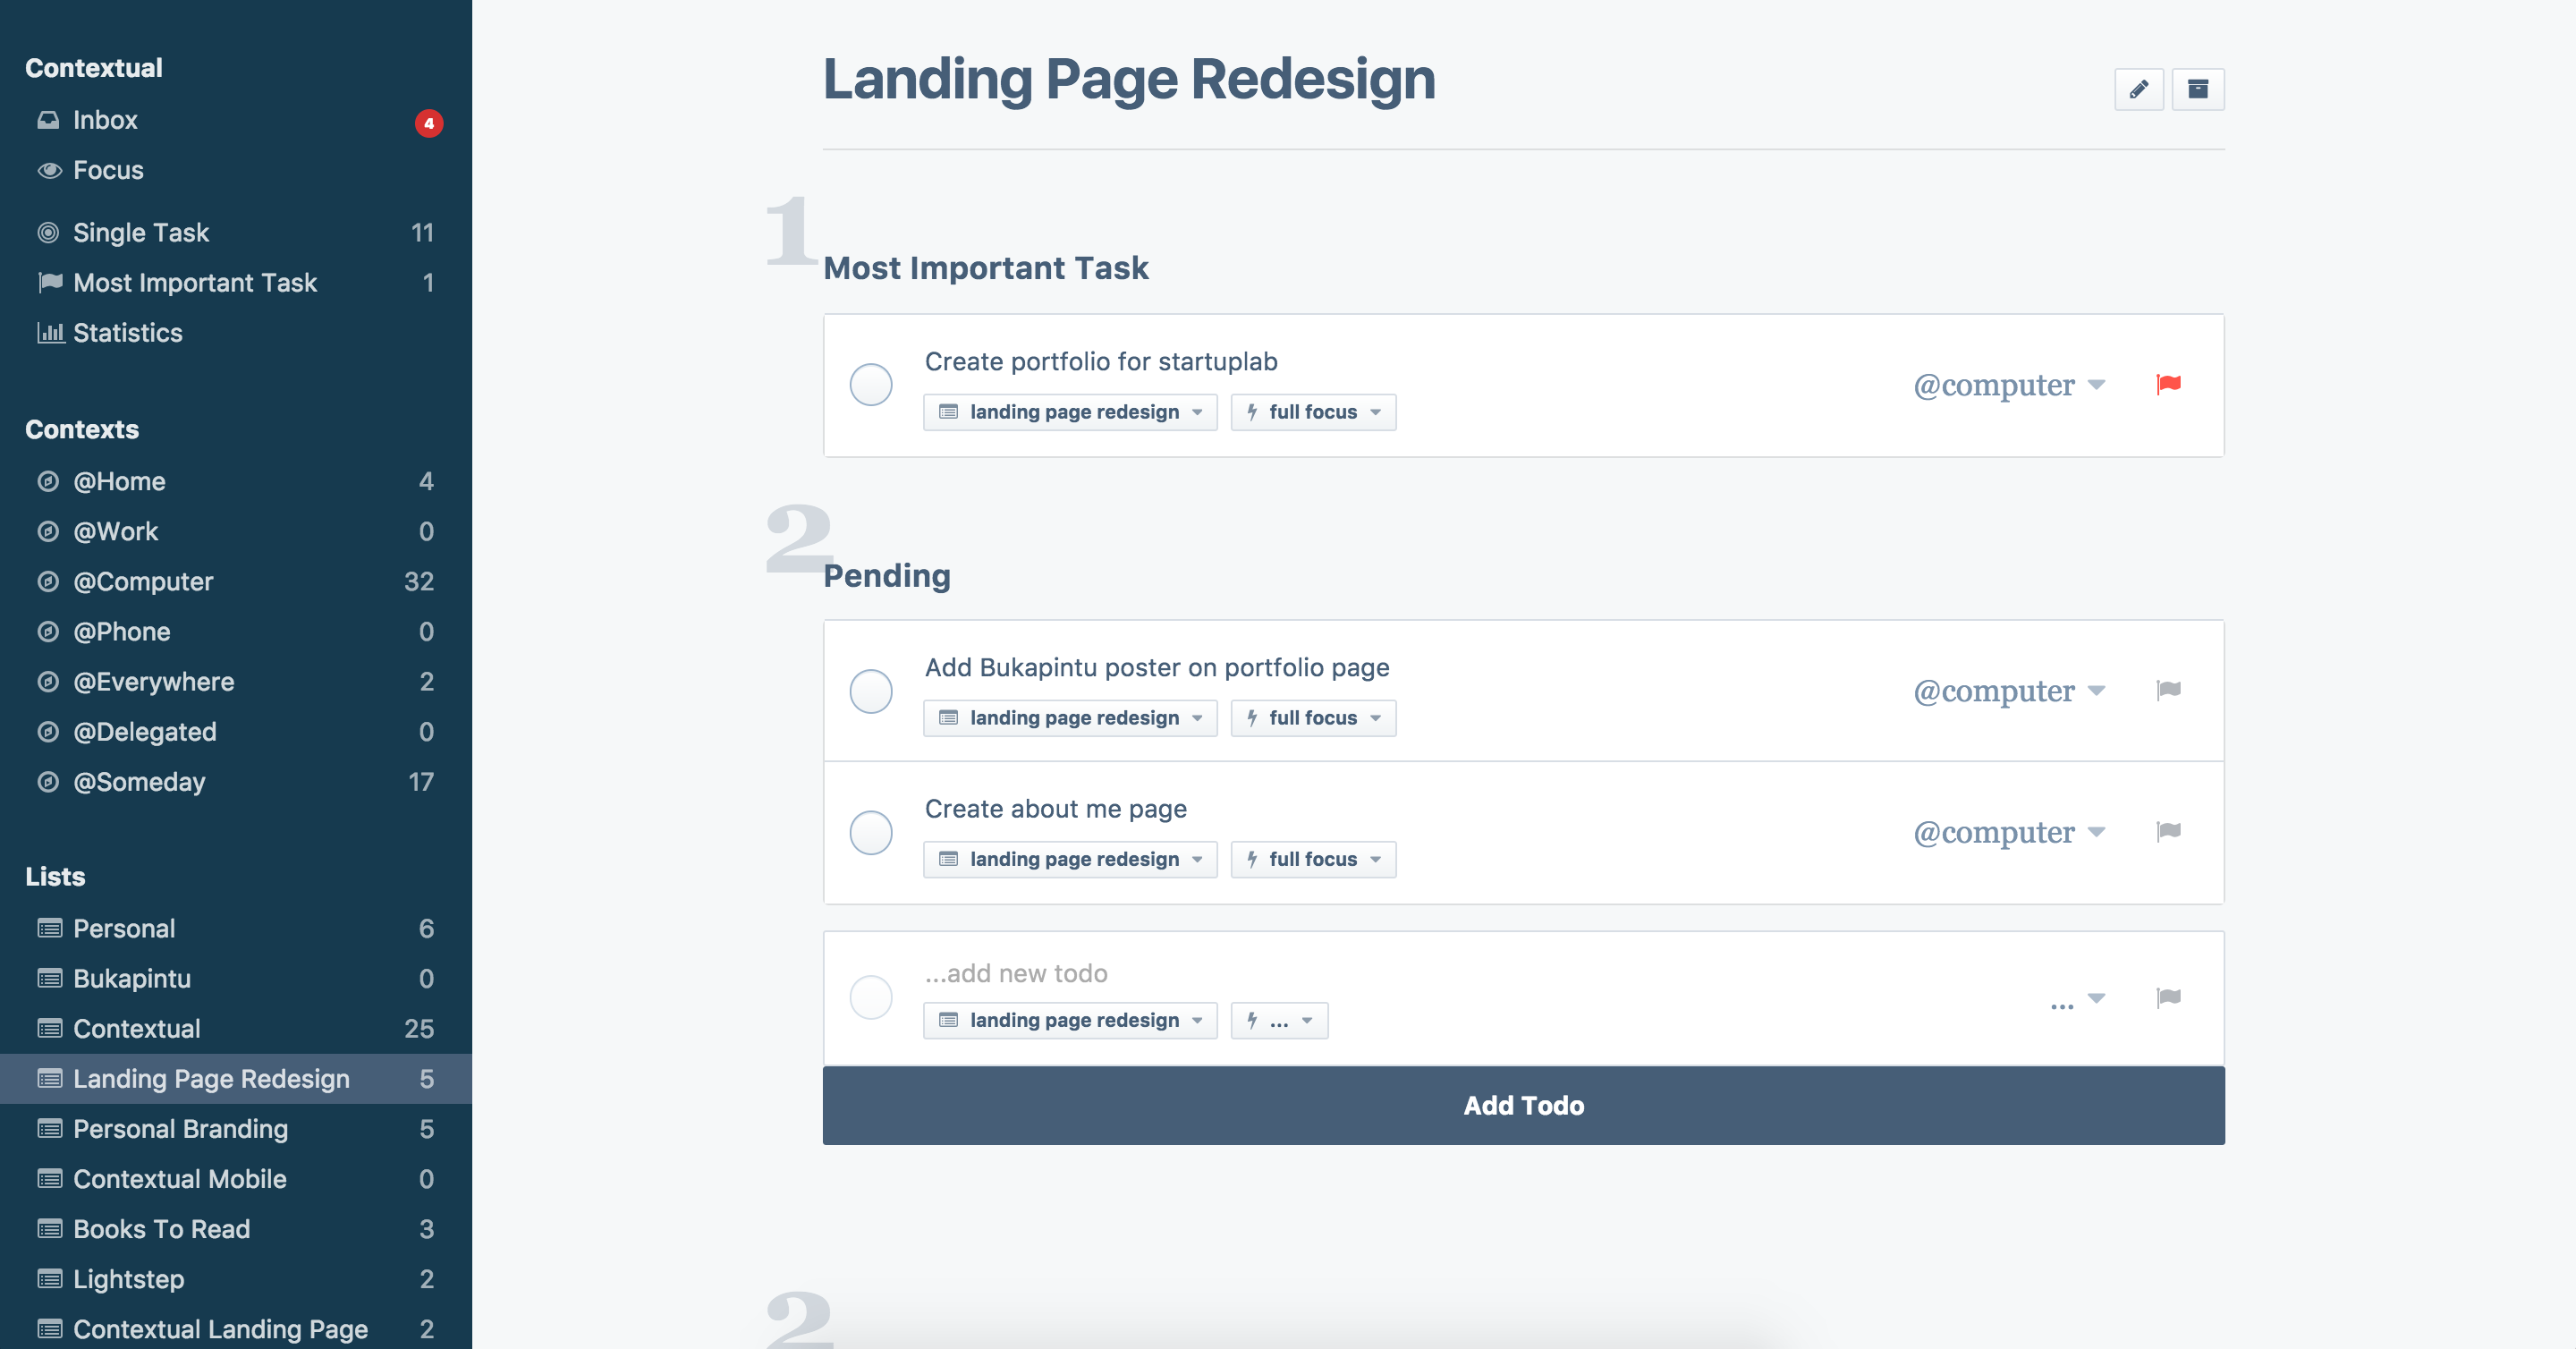 Contextual
Inbox 4
Focus
Single Task 11
Most Important Task 1
Statistics
Contexts
@Home 4
@Work 0
@Computer 32
@Phone 0
@Everywhere 2
@Delegated 0
@Someday 17
Lists
Personal 6
Bukapintu 0
Contextual 25
Landing Page Redesign 5
Personal Branding 5
Contextual Mobile 0
Books To Read 3
Lightstep 2
Contextual Landing Page 2
Landing Page Redesign
1
Most Important Task
Create portfolio for startuplab
landing page redesign full focus
@computer
2
Pending
Add Bukapintu poster on portfolio page
landing page redesign full focus
@computer
Create about me page
landing page redesign full focus
@computer
...add new todo
landing page redesign ...
...
Add Todo
2